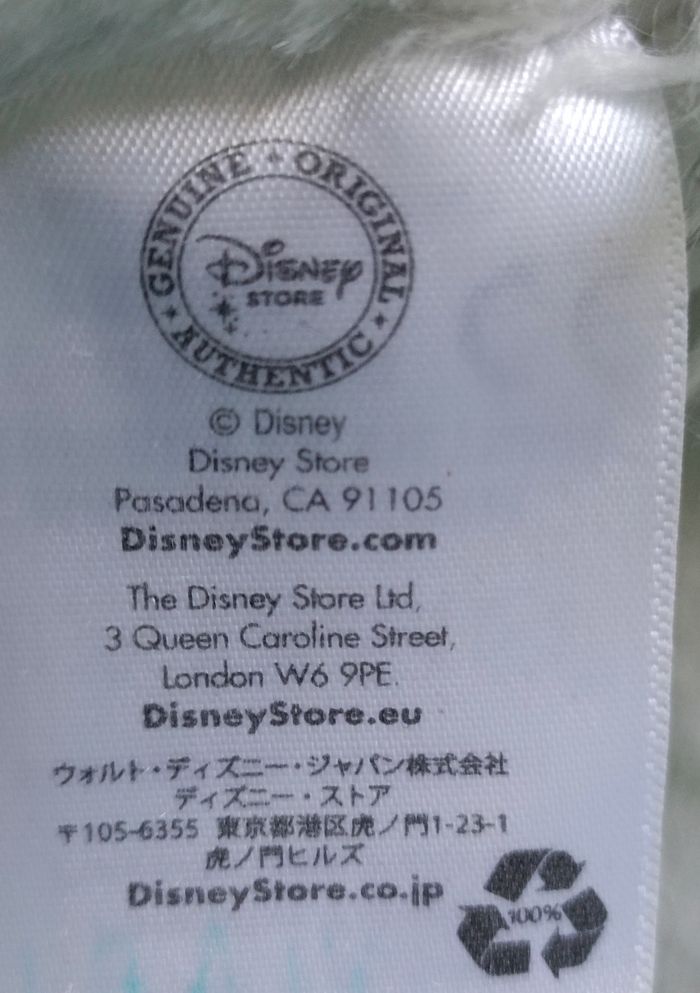 GENUINE • ORIGINAL • AUTHENTIC •
Disney
STORE
© Disney
Disney Store
Pasadena, CA 91105
DisneyStore.com
The Disney Store Ltd,
3 Queen Caroline Street,
London W6 9PE.
DisneyStore.eu
ウォルト・ディズニー・ジャパン株式会社
ディズニー・ストア
〒105-6355 東京都港区虎ノ門1-23-1
虎ノ門ヒルズ
DisneyStore.co.jp
100%